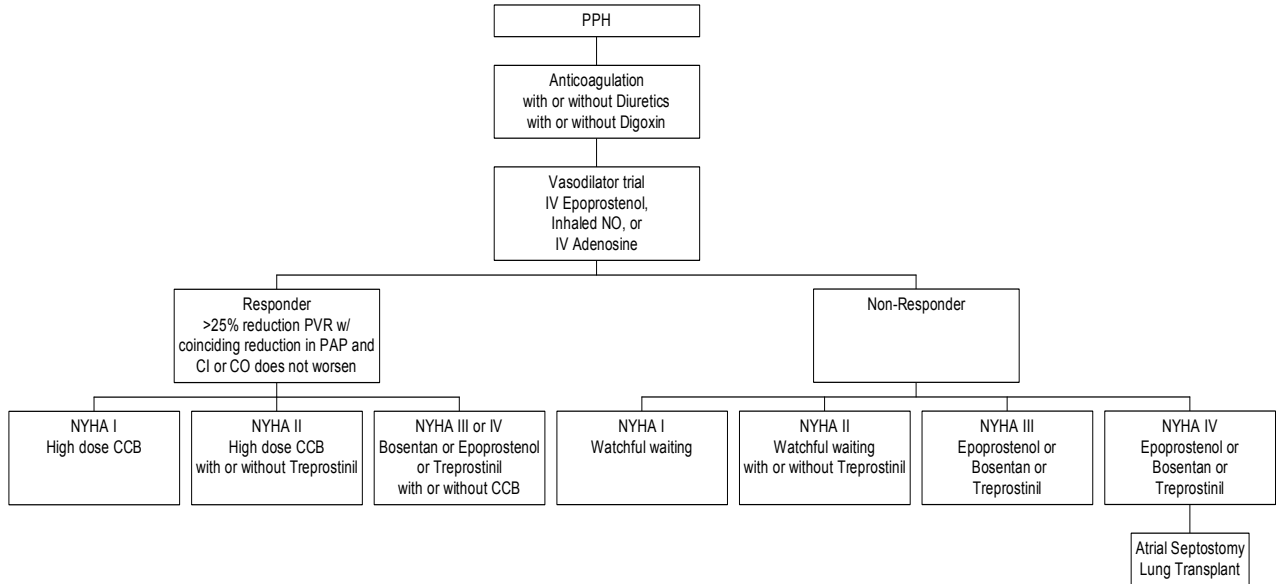 PPH
Anticoagulation
with or without Diuretics
with or without Digoxin
Vasodilator trial
IV Epoprostenol,
Inhaled NO, or
IV Adenosine
Responder
>25% reduction PVR w/
coinciding reduction in PAP and
CI or CO does not worsen
Non-Responder
NYHA I
High dose CCB
NYHA II
High dose CCB
with or without Treprostinil
NYHA III or IV
Bosentan or Epoprostenol
or Treprostinil
with or without CCB
NYHA I
Watchful waiting
NYHA II
Watchful waiting
with or without Treprostinil
NYHA III
Epoprostenol or
Bosentan or
Treprostinil
NYHA IV
Epoprostenol or
Bosentan or
Treprostinil
Atrial Septostomy
Lung Transplant